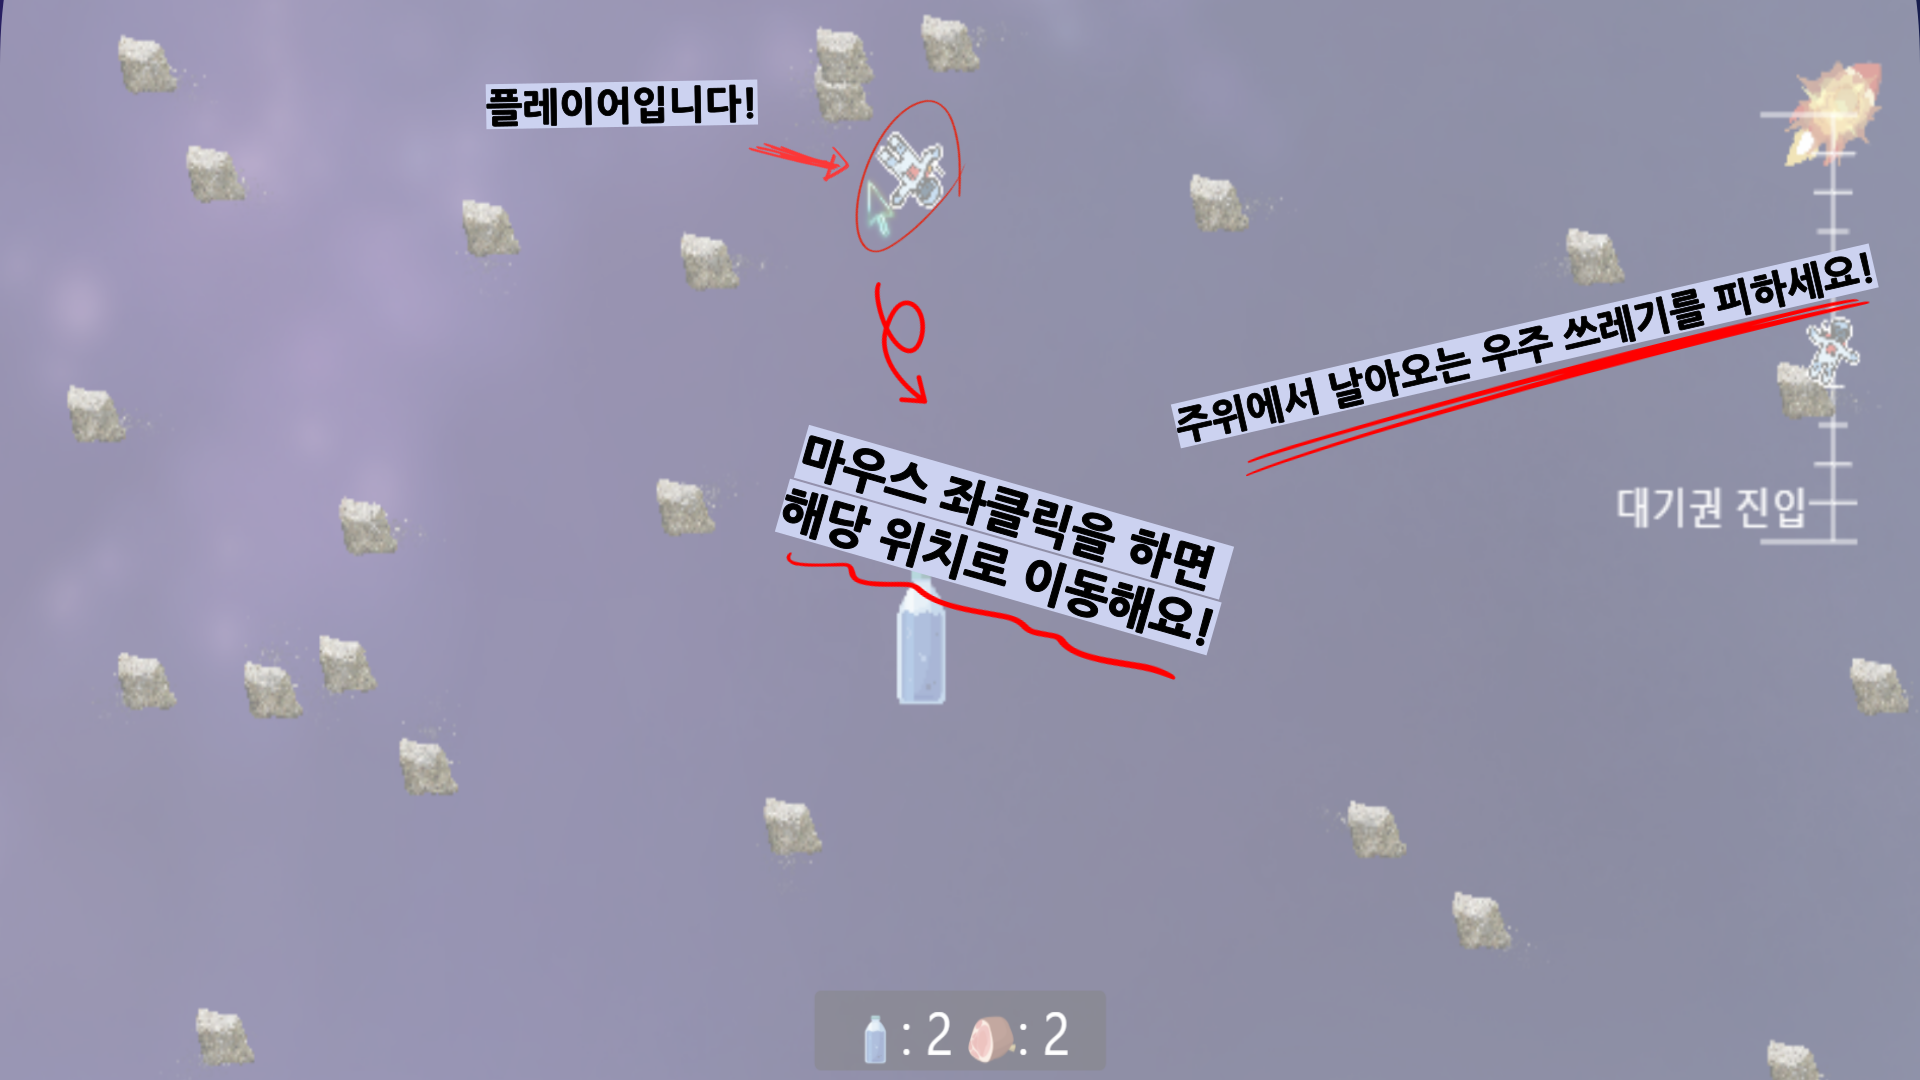 플레이어입니다!
주위에서 날아오는 우주 쓰레기를 피하세요!
마우스 좌클릭을 하면
해당 위치로 이동해요!
대기권 진입
: 2 : 2